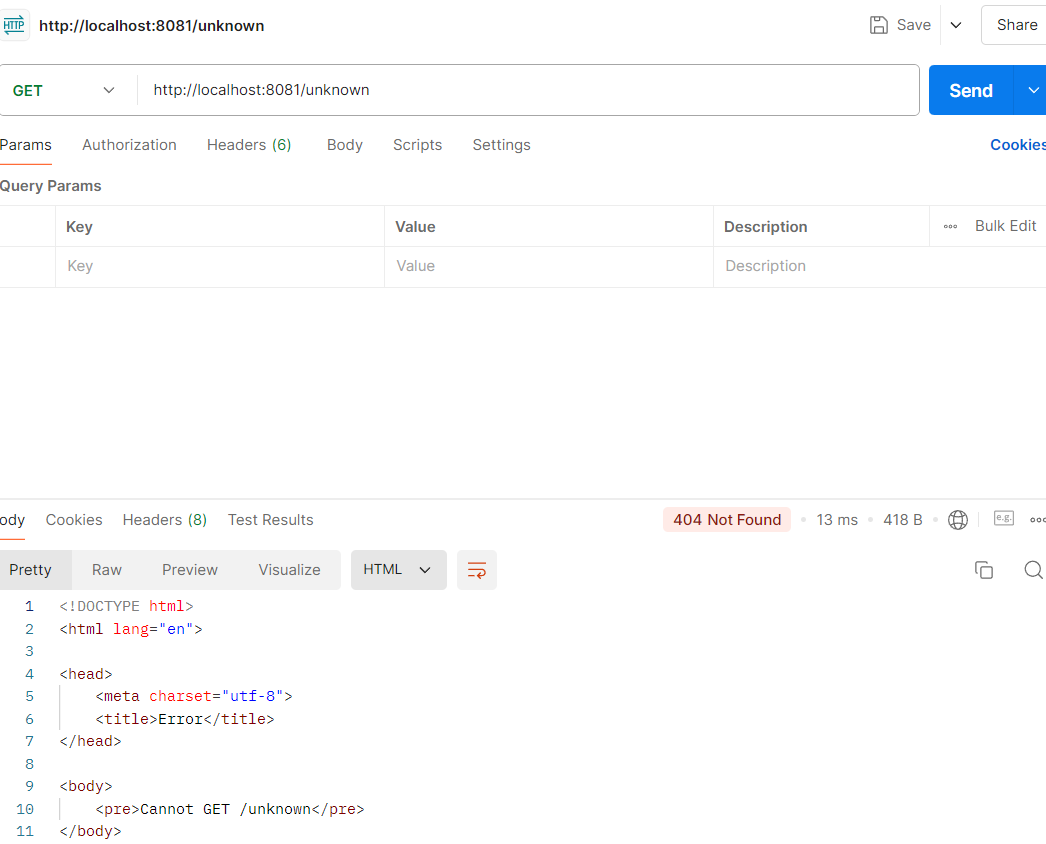 HTTP http://localhost:8081/unknown Save Share
GET http://localhost:8081/unknown Send
Params Authorization Headers (6) Body Scripts Settings Cookies
Query Params
Key Value Description Bulk Edit
Key Value Description
ody Cookies Headers (8) Test Results 404 Not Found 13 ms 418 B e.g.
Pretty Raw Preview Visualize HTML
1 <!DOCTYPE html>
2 <html lang="en">
3
4 <head>
5 <meta charset="utf-8">
6 <title>Error</title>
7 </head>
8
9 <body>
10 <pre>Cannot GET /unknown</pre>
11 </body>